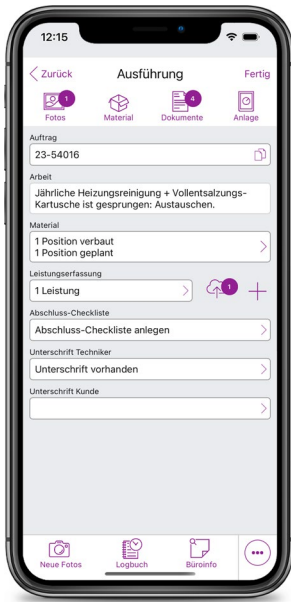 12:15
Zurück Ausführung Fertig
1 4
Fotos Material Dokumente Anlage
Auftrag
23-54016
Arbeit
Jährliche Heizungsreinigung + Vollentsalzungs-
Kartusche ist gesprungen: Austauschen.
Material
1 Position verbaut
1 Position geplant
Leistungserfassung
1 Leistung 1
Abschluss-Checkliste
Abschluss-Checkliste anlegen
Unterschrift Techniker
Unterschrift vorhanden
Unterschrift Kunde
Neue Fotos Logbuch Büroinfo